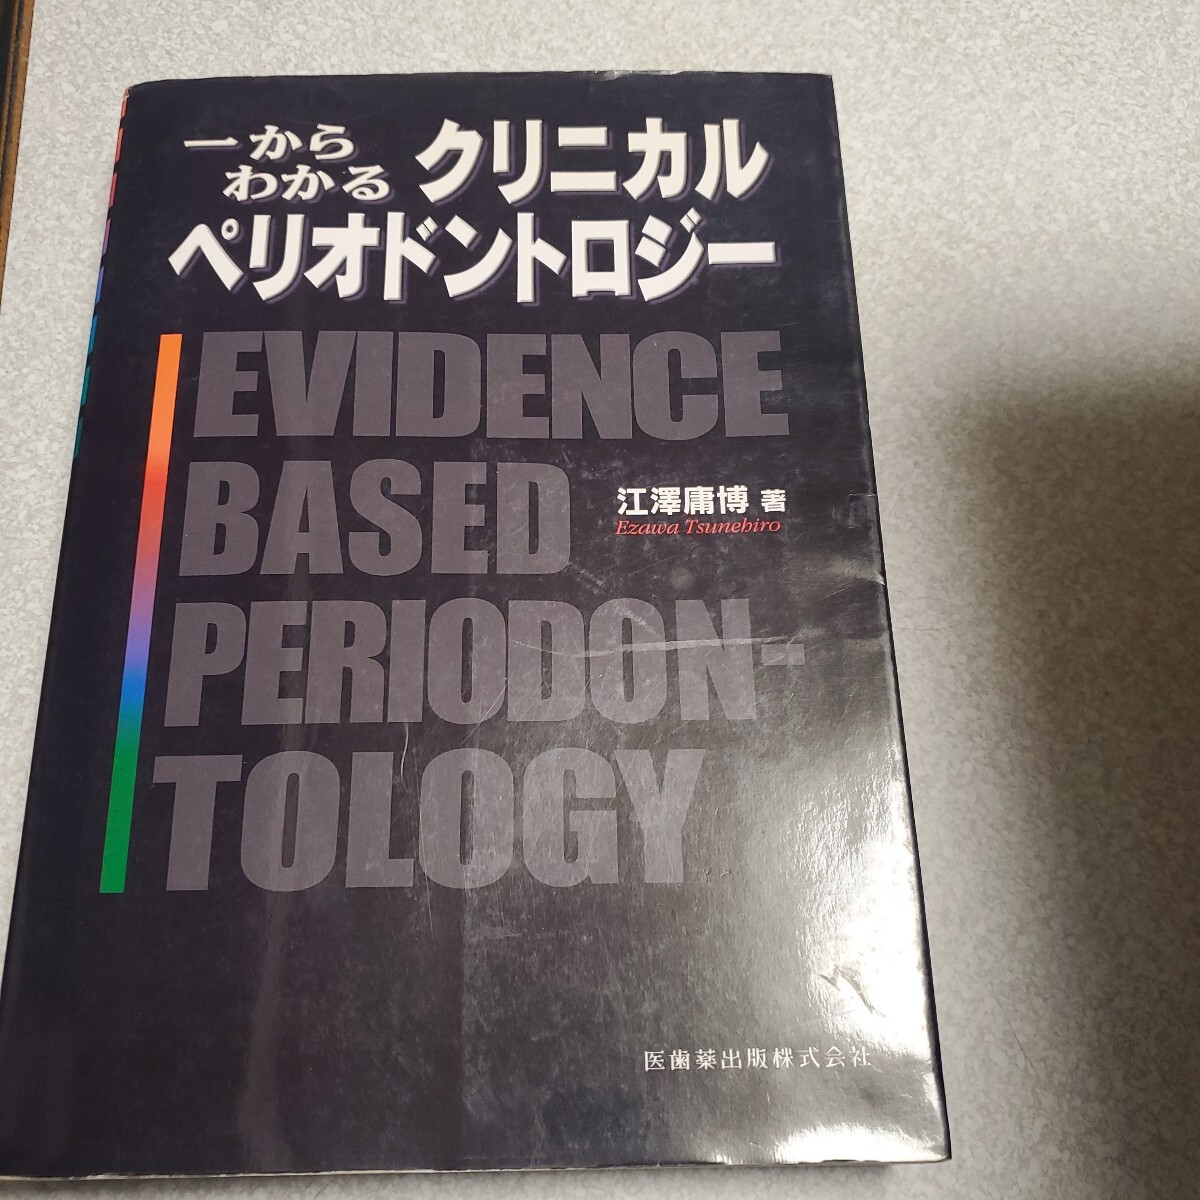 一から
わかる
クリニカル
ペリオドントロジー
EVIDENCE
BASED
PERIODON-
TOLOGY
江澤庸博 著
Ezawa Tsunehiro
医歯薬出版株式会社